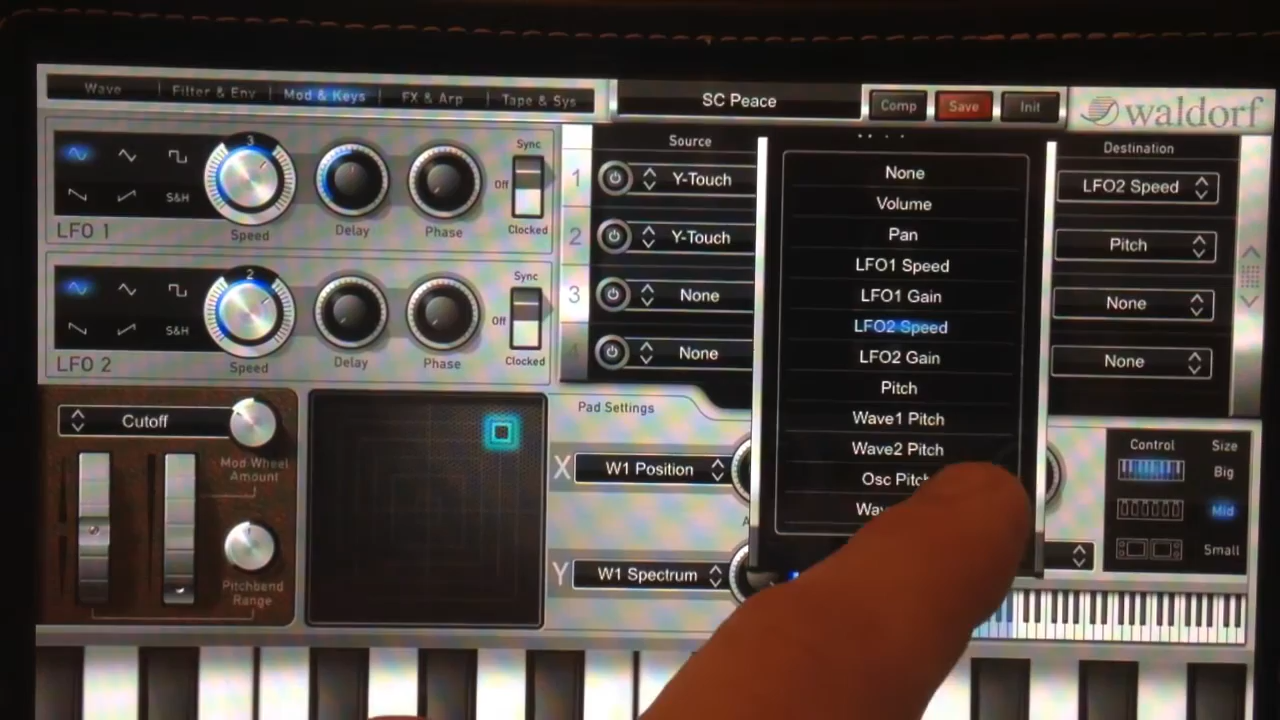 Wave
Filter & Env
Mod & Keys
FX & Arp
Tape & Sys
SC Peace
Comp
Save
Init
waldorf
3
S&H
Speed
Delay
Phase
Sync
Off
Clocked
LFO 1
2
S&H
Speed
Delay
Phase
Sync
Off
Clocked
LFO 2
Source
1
Y-Touch
2
Y-Touch
3
None
4
None
None
Volume
Pan
LFO1 Speed
LFO1 Gain
LFO2 Speed
LFO2 Gain
Pitch
Wave1 Pitch
Wave2 Pitch
Osc Pitch
Destination
LFO2 Speed
Pitch
None
None
Cutoff
Mod Wheel
Amount
Pitchbend
Range
Pad Settings
X
W1 Position
Y
W1 Spectrum
Control
Size
Big
Mid
Small